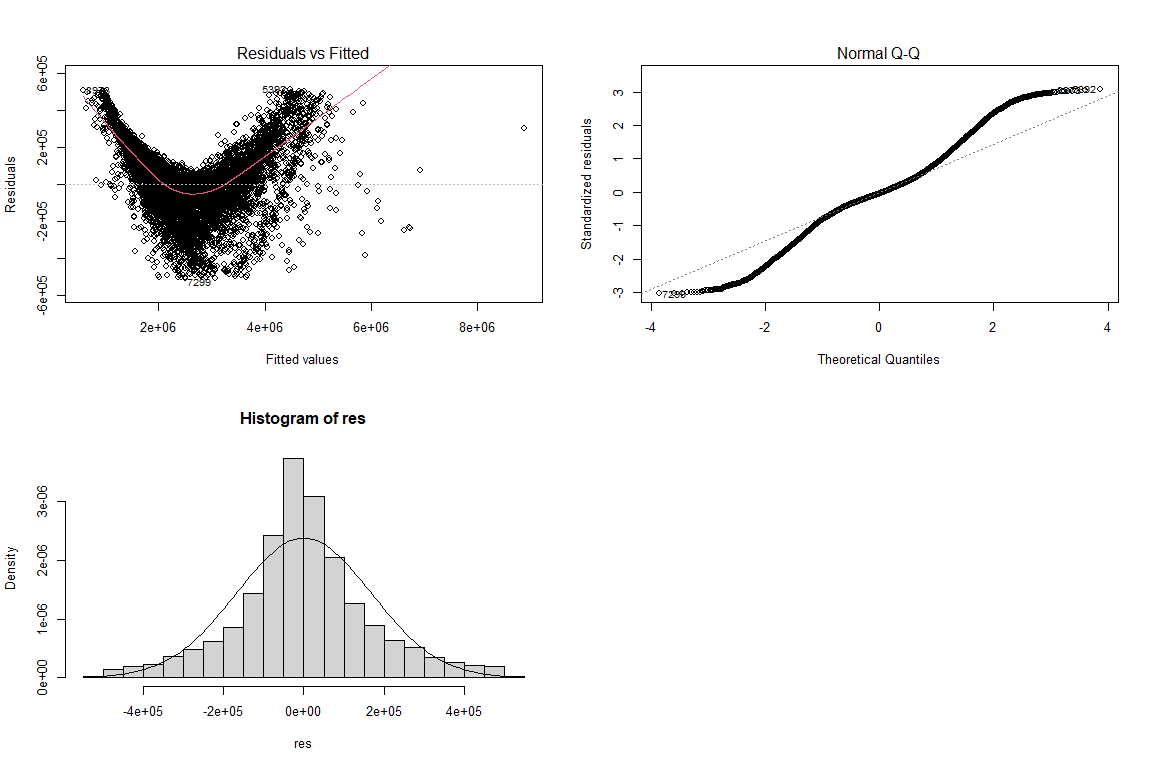 Residuals vs Fitted
Residuals
6e+05
2e+05
-2e+05
-6e+05
5392
7299
2e+06 4e+06 6e+06 8e+06
Fitted values
Normal Q-Q
Standardized residuals
3
2
1
0
-1
-2
-3
7299
-4 -2 0 2 4
Theoretical Quantiles
Histogram of res
Density
3e-06
2e-06
1e-06
0e+00
-4e+05 -2e+05 0e+00 2e+05 4e+05
res